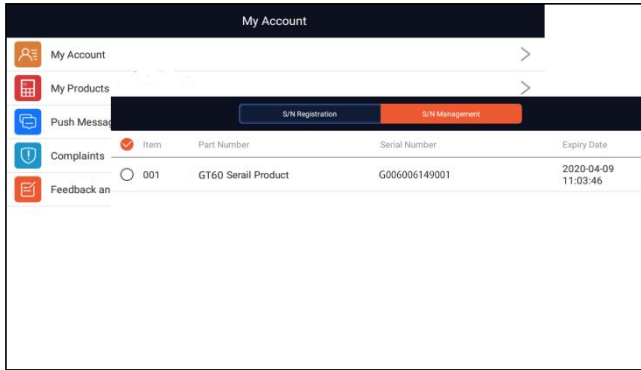 My Account
My Account
My Products
Push Messag
Complaints
Feedback an
S/N Registration S/N Management
Item Part Number Serial Number Expiry Date
001 GT60 Serail Product G006006149001 2020-04-09
11:03:46